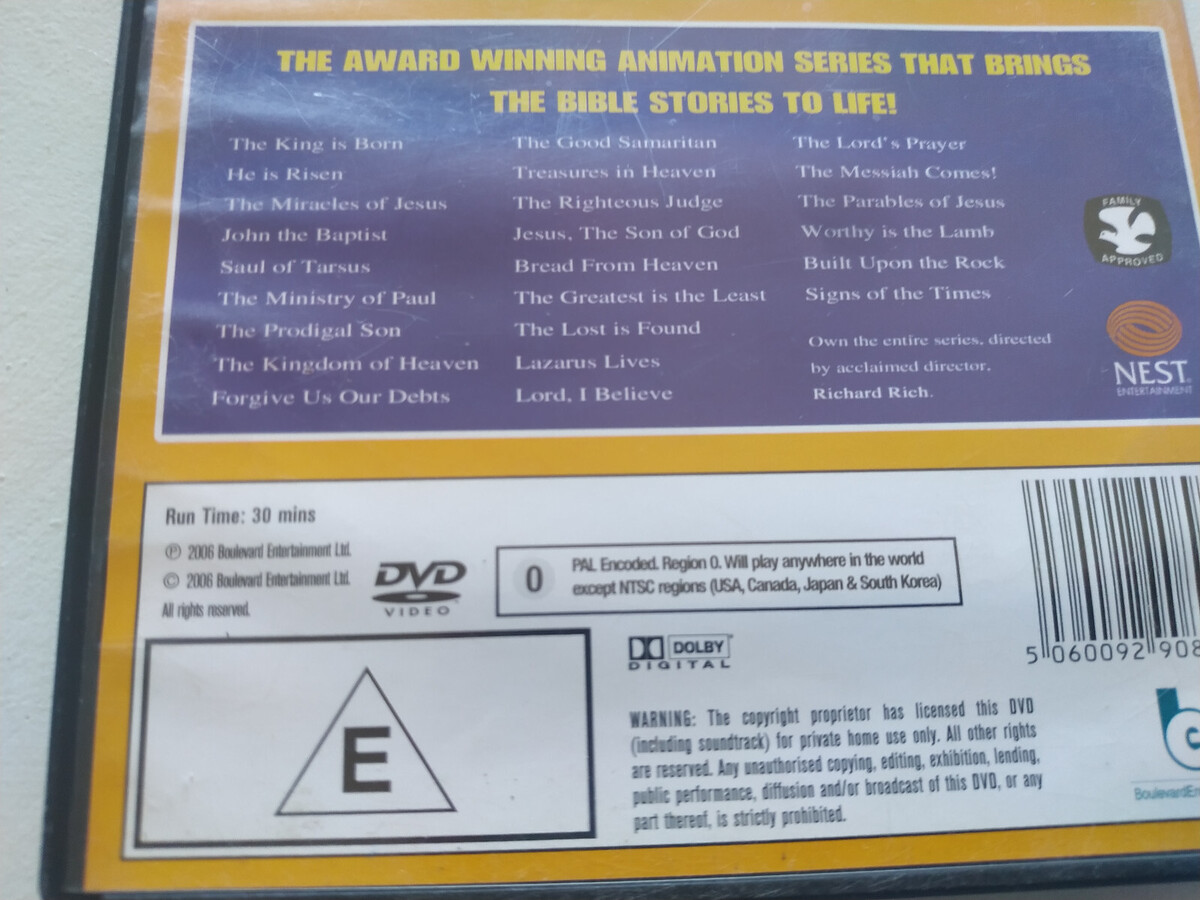 THE AWARD WINNING ANIMATION SERIES THAT BRINGS
THE BIBLE STORIES TO LIFE!
The King is Born
He is Risen
The Miracles of Jesus
John the Baptist
Saul of Tarsus
The Ministry of Paul
The Prodigal Son
The Kingdom of Heaven
Forgive Us Our Debts
The Good Samaritan
Treasures in Heaven
The Righteous Judge
Jesus, The Son of God
Bread From Heaven
The Greatest is the Least
The Lost is Found
Lazarus Lives
Lord, I Believe
The Lord's Prayer
The Messiah Comes!
The Parables of Jesus
Worthy is the Lamb
Built Upon the Rock
Signs of the Times
Own the entire series, directed
by acclaimed director,
Richard Rich.
FAMILY
APPROVED
NEST
ENTERTAINMENT
Run Time: 30 mins
℗ 2006 Boulevard Entertainment Ltd.
© 2006 Boulevard Entertainment Ltd.
All rights reserved.
DVD
VIDEO
0
PAL Encoded. Region 0. Will play anywhere in the world
except NTSC regions (USA, Canada, Japan & South Korea)
E
DOLBY
DIGITAL
WARNING: The copyright proprietor has licensed this DVD
(including soundtrack) for private home use only. All other rights
are reserved. Any unauthorised copying, editing, exhibition, lending,
public performance, diffusion and/or broadcast of this DVD, or any
part thereof, is strictly prohibited.
5 060092 908
BoulevardEn